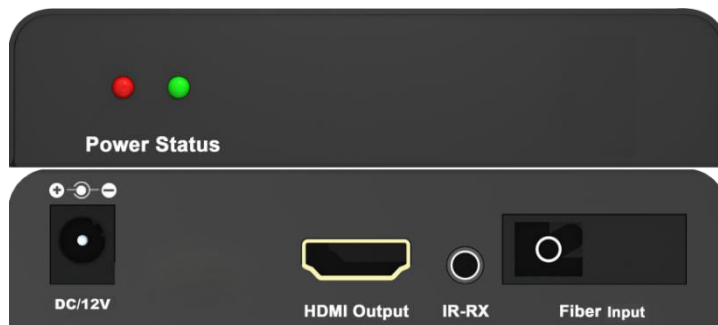 Power Status
DC/12V
HDMI Output
IR-RX
Fiber Input